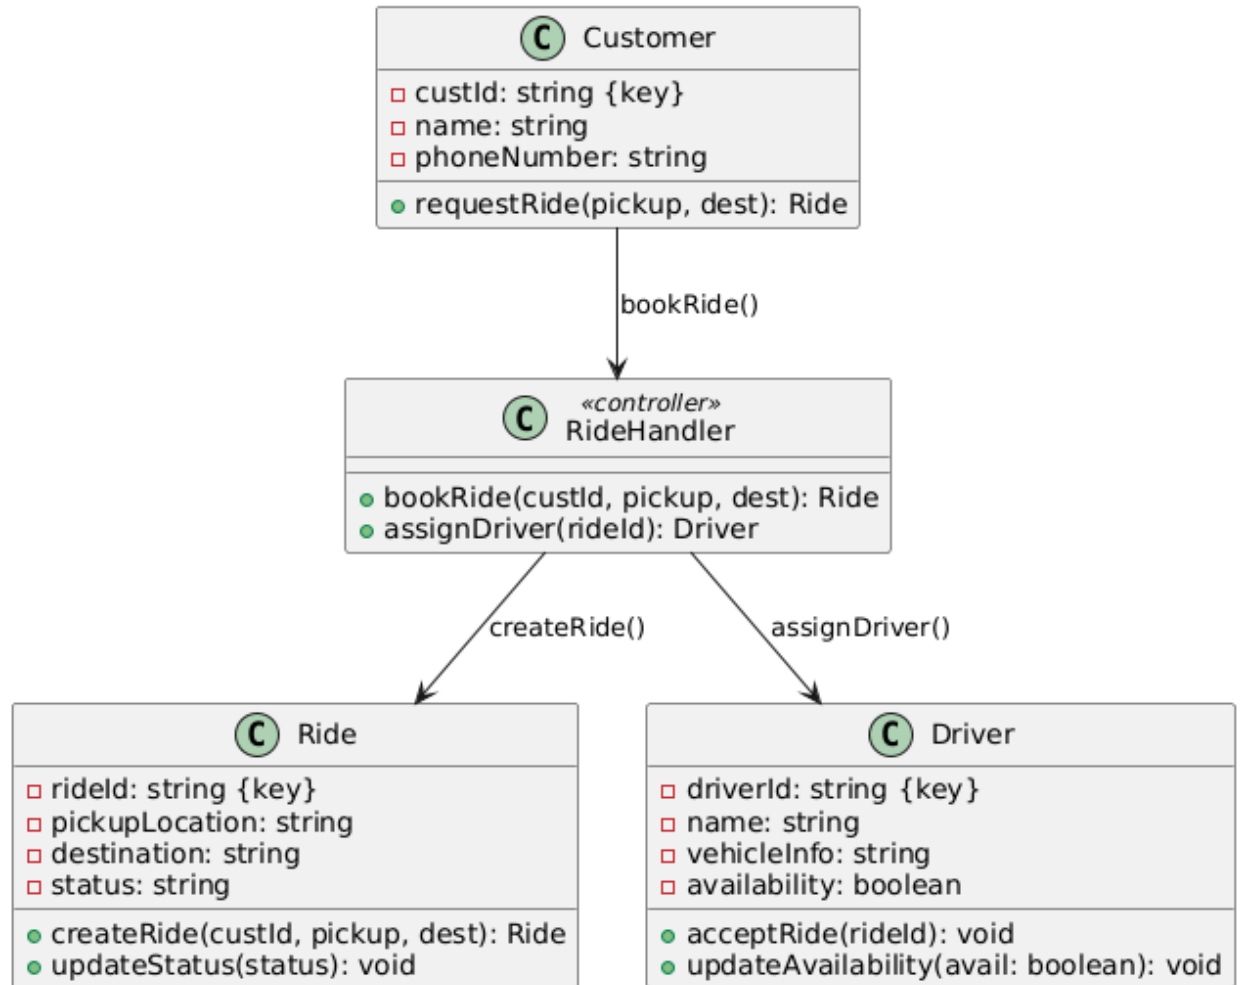 C Customer
custId: string {key}
name: string
phoneNumber: string
requestRide(pickup, dest): Ride
bookRide()
C «controller»
RideHandler
bookRide(custId, pickup, dest): Ride
assignDriver(rideId): Driver
createRide()
assignDriver()
C Ride
rideId: string {key}
pickupLocation: string
destination: string
status: string
createRide(custId, pickup, dest): Ride
updateStatus(status): void
C Driver
driverId: string {key}
name: string
vehicleInfo: string
availability: boolean
acceptRide(rideId): void
updateAvailability(avail: boolean): void